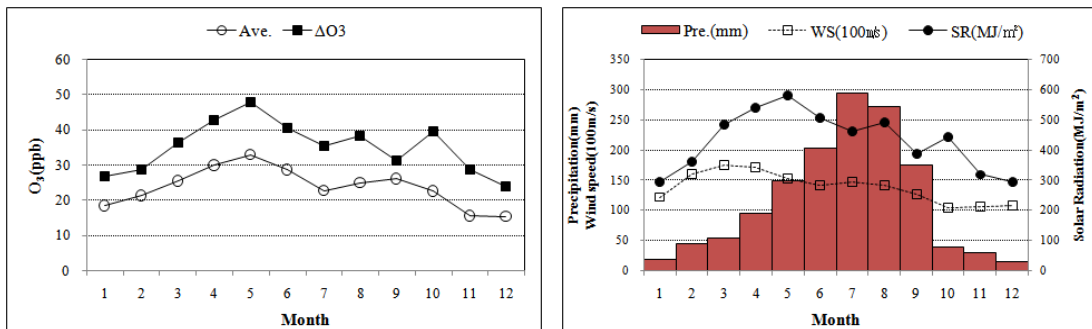 Ave. ΔO3
60
50
40
30
20
10
0
O₃(ppb)
1 2 3 4 5 6 7 8 9 10 11 12
Month
Pre.(mm) WS(100m/s) SR(MJ/㎡)
350
300
250
200
150
100
50
0
Precipitation(mm)
Wind speed(100m/s)
700
600
500
400
300
200
100
0
Solar Radiation(MJ/m²)
1 2 3 4 5 6 7 8 9 10 11 12
Month